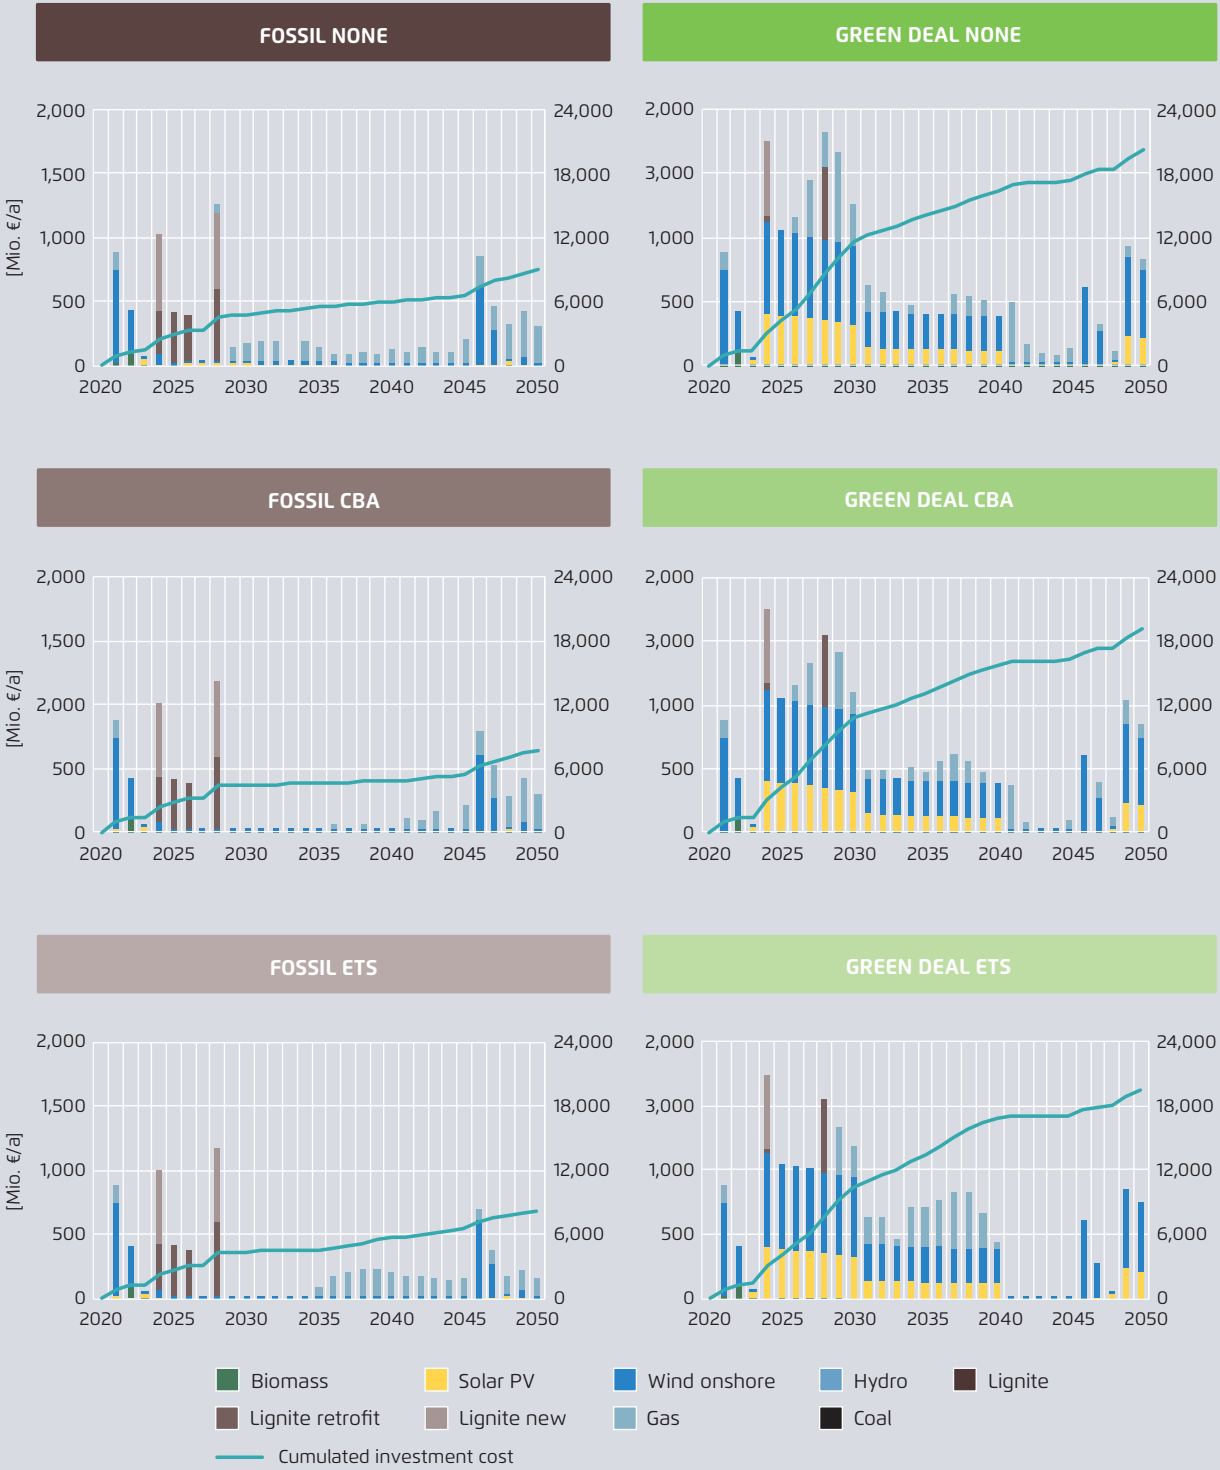 FOSSIL NONE
GREEN DEAL NONE
2,000 24,000 2,000 24,000
1,500 18,000 3,000 18,000
[Mio. €/a]
1,000 12,000 1,000 12,000
500 6,000 500 6,000
0 0 0 0
2020 2025 2030 2035 2040 2045 2050 2020 2025 2030 2035 2040 2045 2050
FOSSIL CBA
GREEN DEAL CBA
2,000 24,000 2,000 24,000
1,500 18,000 3,000 18,000
[Mio. €/a]
2,000 12,000 1,000 12,000
500 6,000 500 6,000
0 0 0 0
2020 2025 2030 2035 2040 2045 2050 2020 2025 2030 2035 2040 2045 2050
FOSSIL ETS
GREEN DEAL ETS
2,000 24,000 2,000 24,000
1,500 18,000 3,000 18,000
[Mio. €/a]
1,000 12,000 1,000 12,000
500 6,000 500 6,000
0 0 0 0
2020 2025 2030 2035 2040 2045 2050 2020 2025 2030 2035 2040 2045 2050
Biomass Solar PV Wind onshore Hydro Lignite
Lignite retrofit Lignite new Gas Coal
Cumulated investment cost